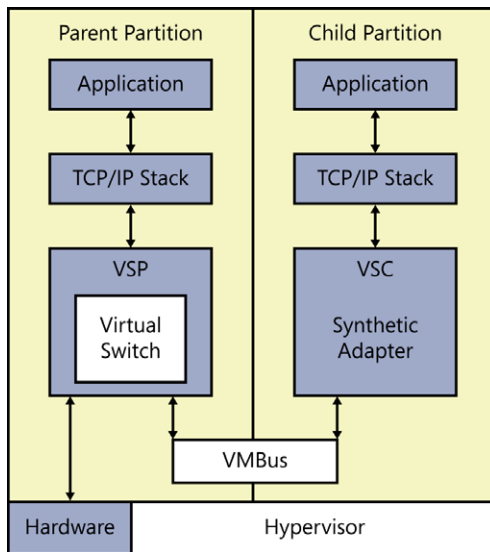 Parent Partition
Child Partition
Application
Application
TCP/IP Stack
TCP/IP Stack
VSP
Virtual
Switch
VSC
Synthetic
Adapter
VMBus
Hardware
Hypervisor